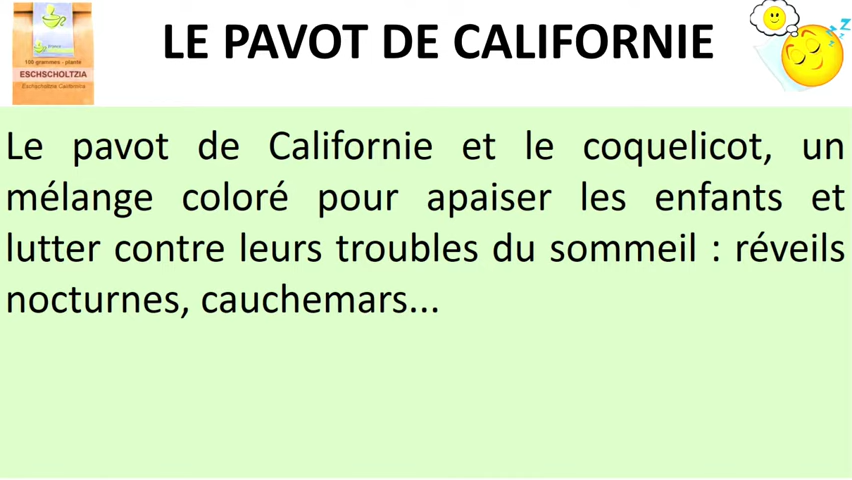 LE PAVOT DE CALIFORNIE
100 grammes - plante
ESCHSCHOLTZIA
Eschscholtzia Californica
z Z Z
Le pavot de Californie et le coquelicot, un
mélange coloré pour apaiser les enfants et
lutter contre leurs troubles du sommeil : réveils
nocturnes, cauchemars...